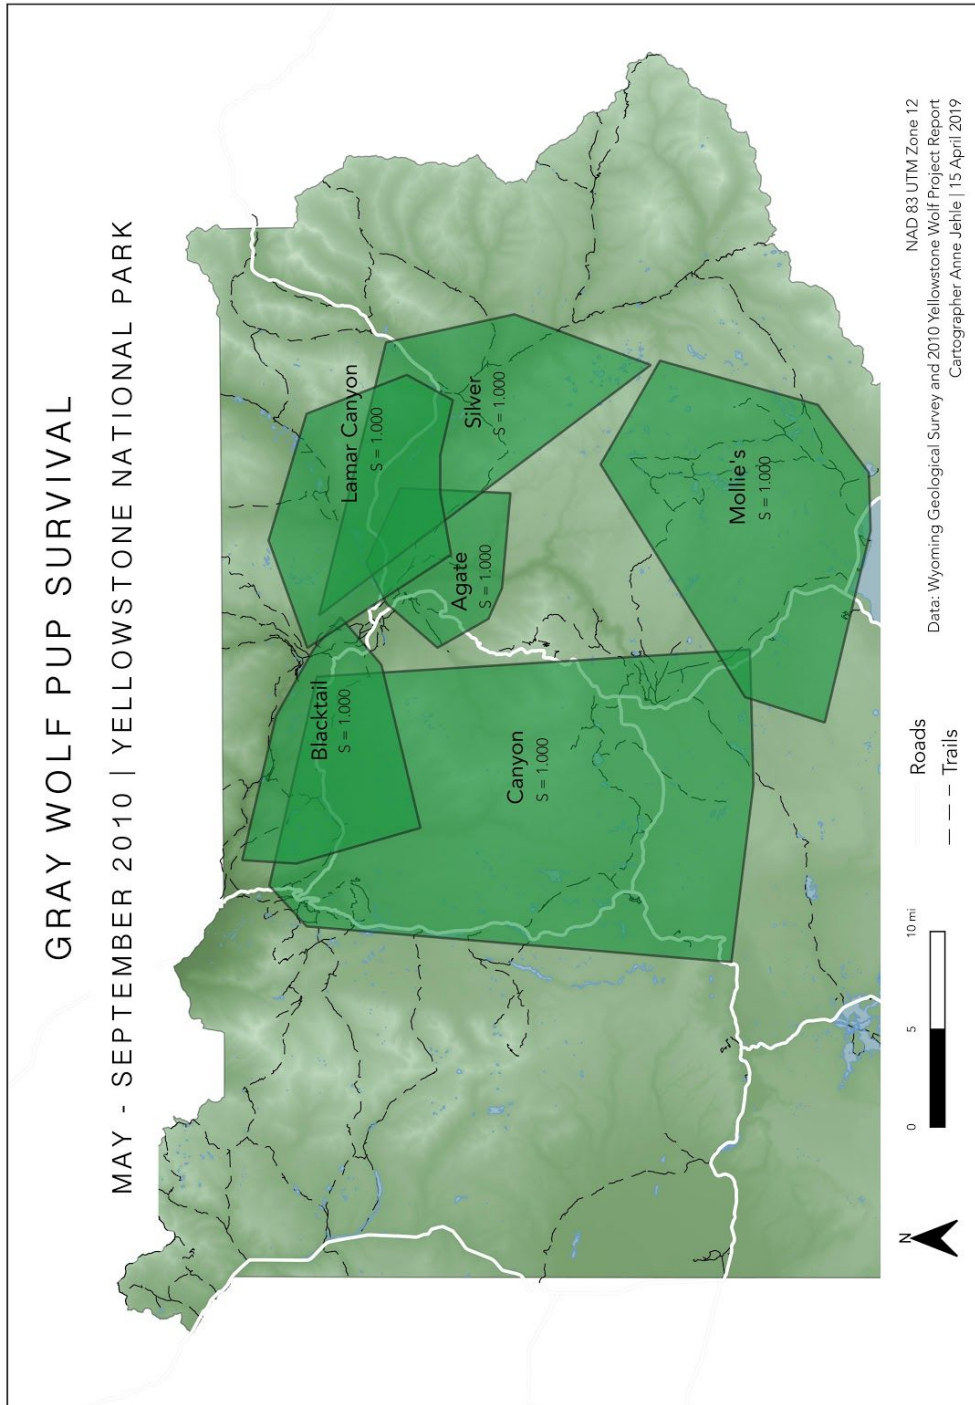 GRAY WOLF PUP SURVIVAL
MAY - SEPTEMBER 2010 | YELLOWSTONE NATIONAL PARK
Lamar Canyon
S = 1.000
Blacktail
S = 1.000
Silver
S = 1.000
Agate
S = 1.000
Canyon
S = 1.000
Mollie's
S = 1.000
N
0 5 10 mi
Roads
Trails
NAD 83 UTM Zone 12
Data: Wyoming Geological Survey and 2010 Yellowstone Wolf Project Report
Cartographer Anne Jehle | 15 April 2019